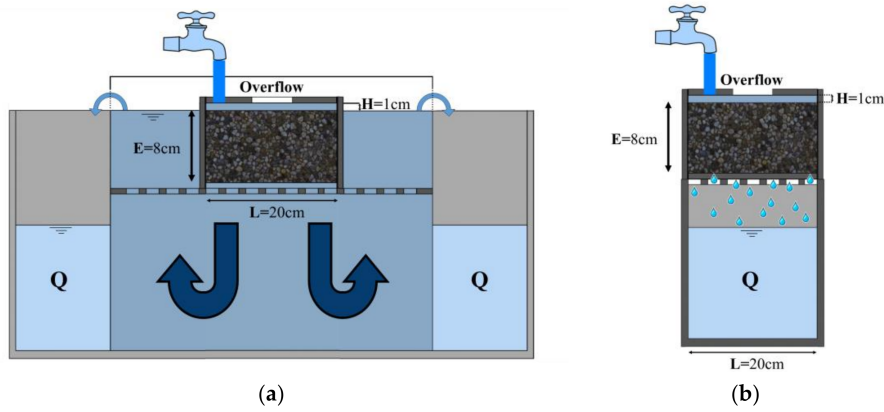 Overflow
H=1cm
E=8cm
L=20cm
Q
Q
(a)
Overflow
H=1cm
E=8cm
Q
L=20cm
(b)